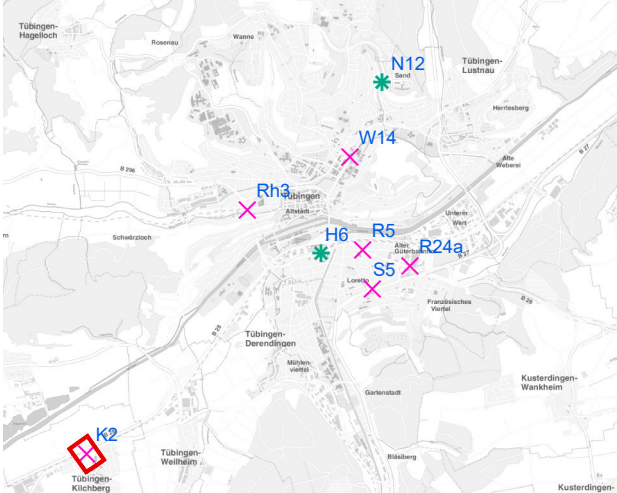 Tübingen-
Hagelloch
Rosenau
Wanne
N12
Sand
Tübingen-
Lustnau
Herrlesberg
W14
Alte
Weberei
B 27
B 296
Rh3
Tübingen
Altstadt
Unterer
Wert
Schwärzloch
H6
R5
Alter
Güterbahnhof
R24a
B 27
S5
Loretto
Französisches
Viertel
B 28
B 28
Tübingen-
Derendingen
Mühlen-
viertel
Gartenstadt
Kusterdingen-
Wankheim
K2
Tübingen-
Weilheim
Bläsiberg
Tübingen-
Kilchberg
Kusterdingen-